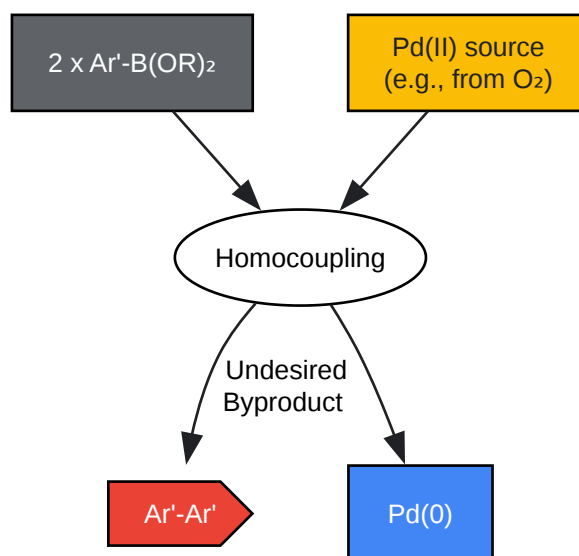 2 x Ar'-B(OR)₂
Pd(II) source
(e.g., from O₂)
Homocoupling
Undesired
Byproduct
Ar'-Ar'
Pd(0)